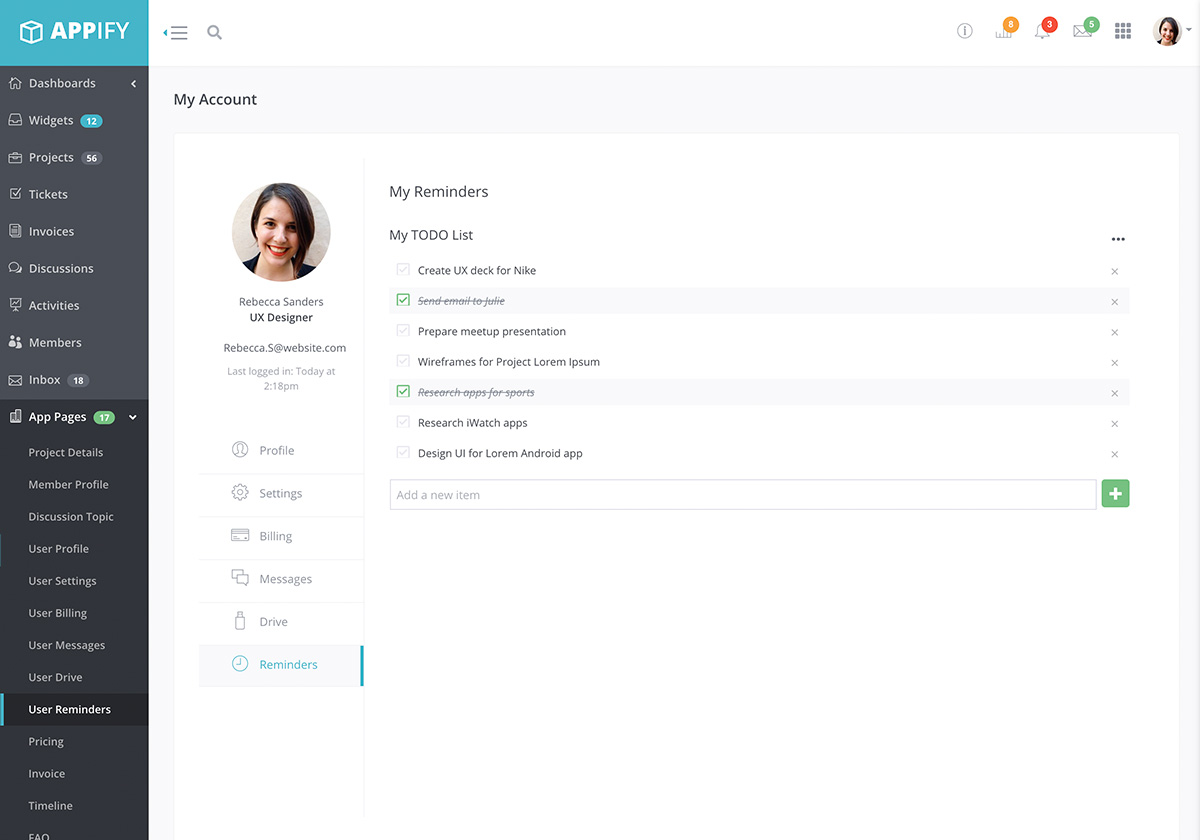 APPIFY
8
3
5
Dashboards
Widgets 12
Projects 56
Tickets
Invoices
Discussions
Activities
Members
Inbox 18
App Pages 17
Project Details
Member Profile
Discussion Topic
User Profile
User Settings
User Billing
User Messages
User Drive
User Reminders
Pricing
Invoice
Timeline
FAQ
My Account
Rebecca Sanders
UX Designer
Rebecca.S@website.com
Last logged in: Today at
2:18pm
Profile
Settings
Billing
Messages
Drive
Reminders
My Reminders
My TODO List
Create UX deck for Nike
Send email to Julie
Prepare meetup presentation
Wireframes for Project Lorem Ipsum
Research apps for sports
Research iWatch apps
Design UI for Lorem Android app
Add a new item